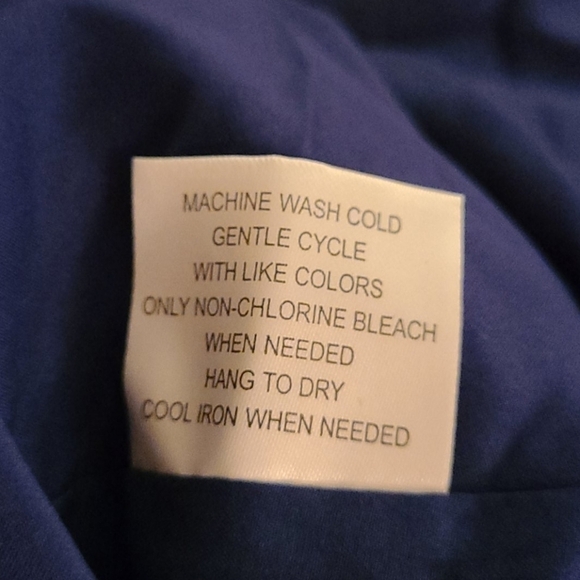 MACHINE WASH COLD
GENTLE CYCLE
WITH LIKE COLORS
ONLY NON-CHLORINE BLEACH
WHEN NEEDED
HANG TO DRY
COOL IRON WHEN NEEDED